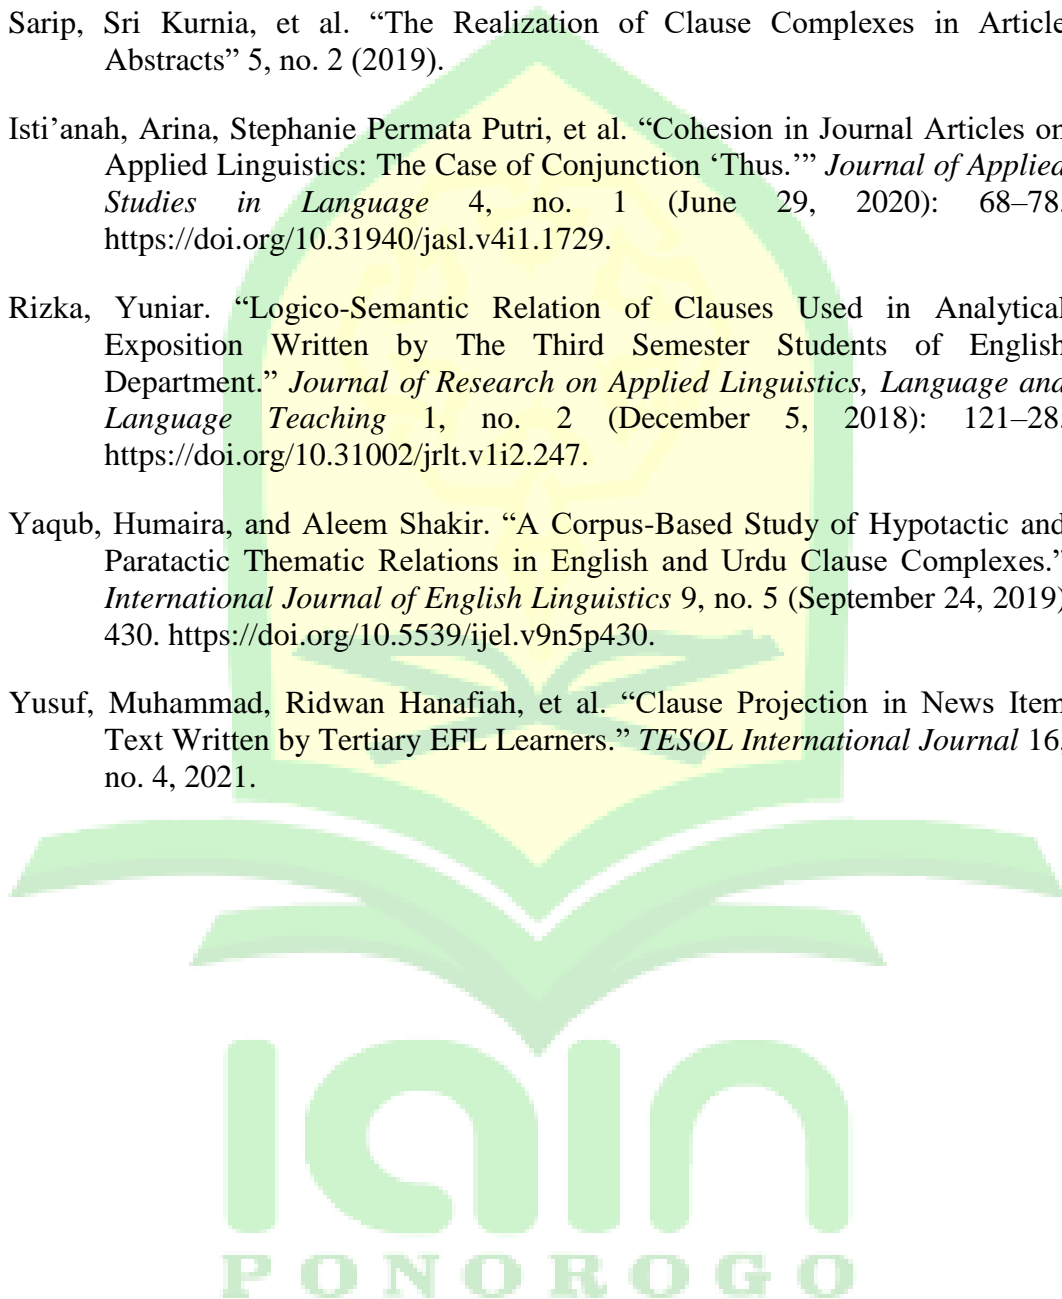 Sarip, Sri Kurnia, et al. “The Realization of Clause Complexes in Article
Abstracts” 5, no. 2 (2019).
Isti’anah, Arina, Stephanie Permata Putri, et al. “Cohesion in Journal Articles on
Applied Linguistics: The Case of Conjunction ‘Thus.’” Journal of Applied
Studies in Language 4, no. 1 (June 29, 2020): 68–78.
https://doi.org/10.31940/jasl.v4i1.1729.
Rizka, Yuniar. “Logico-Semantic Relation of Clauses Used in Analytical
Exposition Written by The Third Semester Students of English
Department.” Journal of Research on Applied Linguistics, Language and
Language Teaching 1, no. 2 (December 5, 2018): 121–28.
https://doi.org/10.31002/jrlt.v1i2.247.
Yaqub, Humaira, and Aleem Shakir. “A Corpus-Based Study of Hypotactic and
Paratactic Thematic Relations in English and Urdu Clause Complexes.”
International Journal of English Linguistics 9, no. 5 (September 24, 2019)
430. https://doi.org/10.5539/ijel.v9n5p430.
Yusuf, Muhammad, Ridwan Hanafiah, et al. “Clause Projection in News Item
Text Written by Tertiary EFL Learners.” TESOL International Journal 16,
no. 4, 2021.
iain
PONOROGO